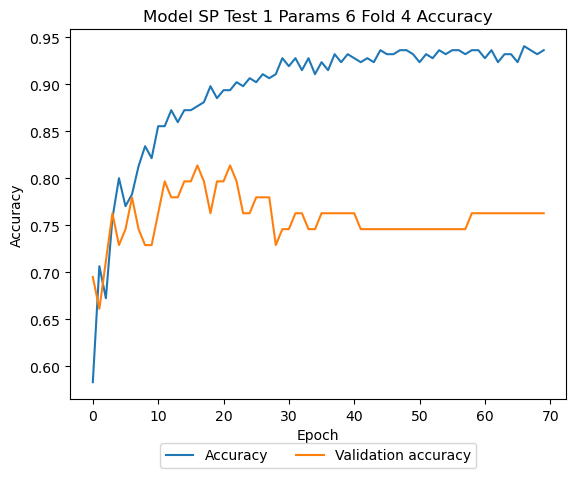 Model SP Test 1 Params 6 Fold 4 Accuracy
0.95
0.90
0.85
0.80
0.75
0.70
0.65
0.60
Accuracy
0 10 20 30 40 50 60 70
Epoch
Accuracy Validation accuracy